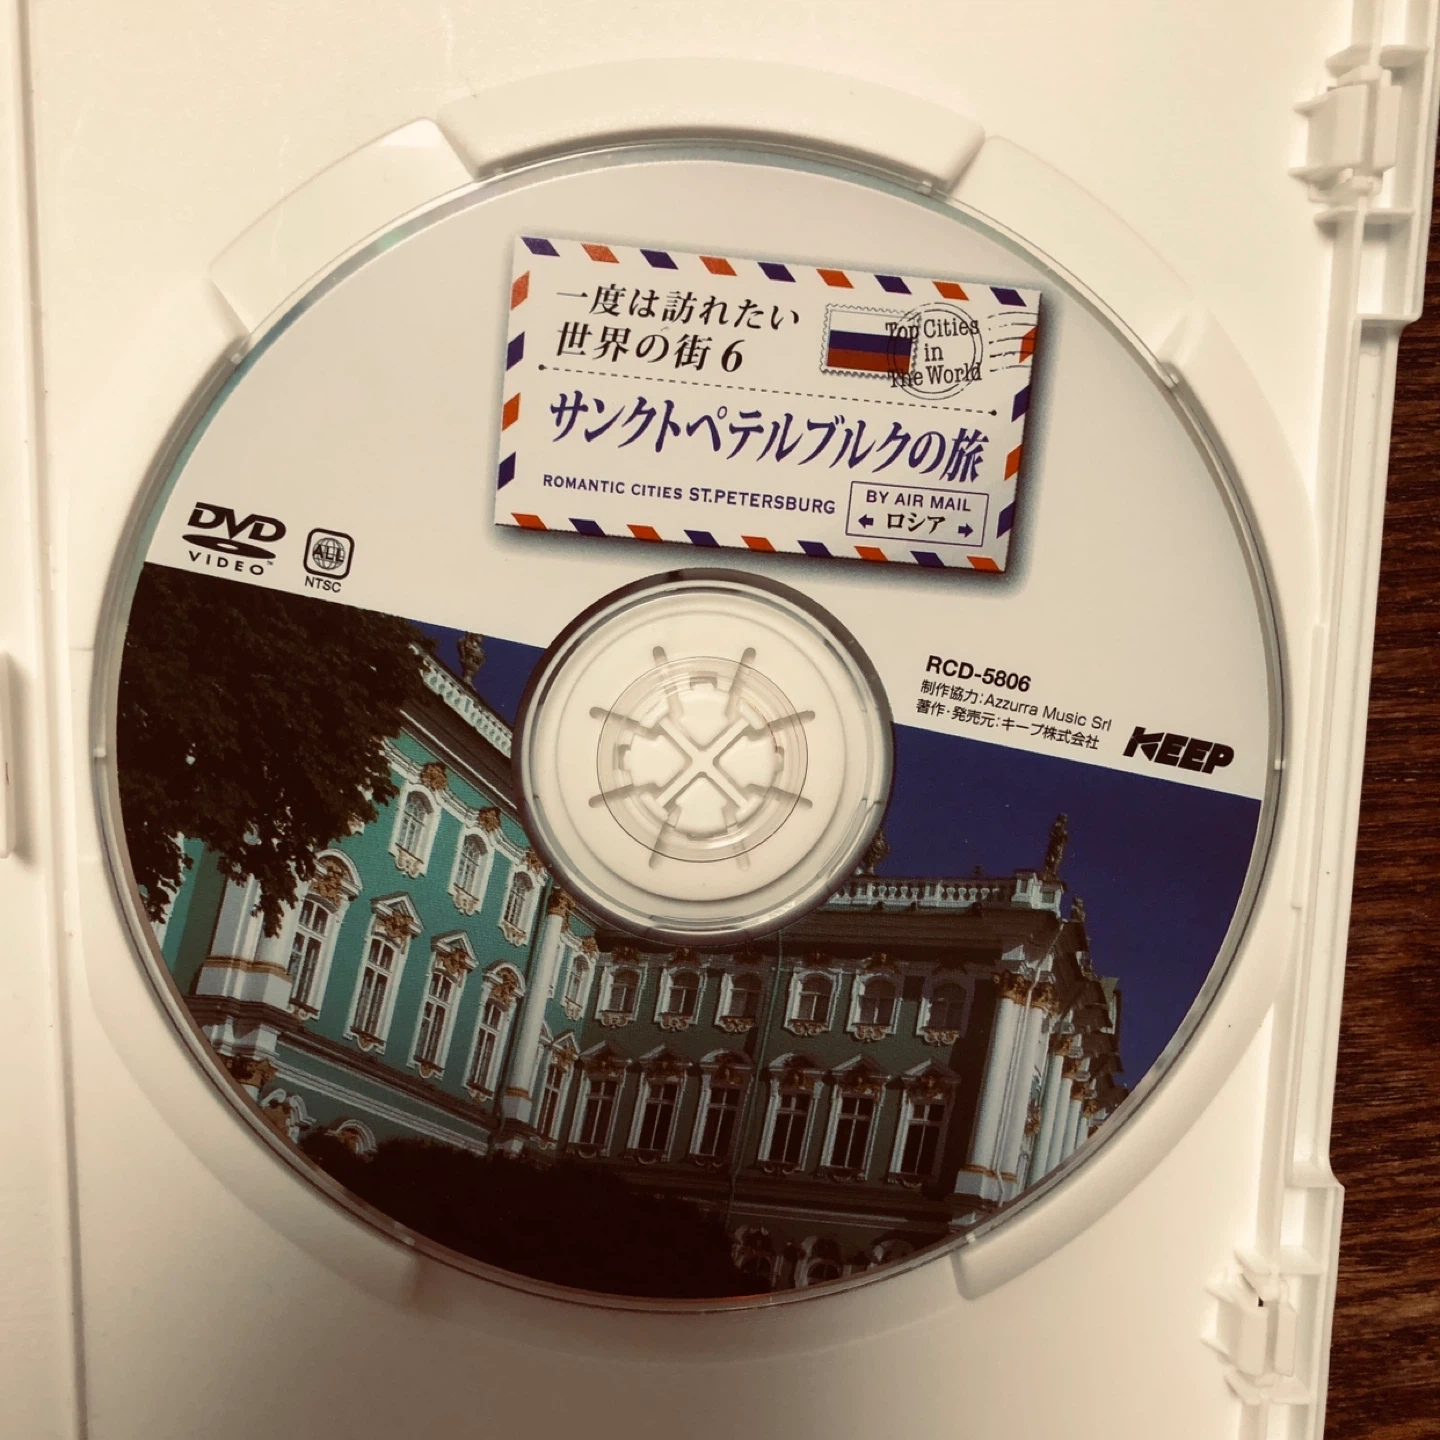 一度は訪れたい
世界の街 6
Top Cities
in
The World
サンクトペテルブルクの旅
ROMANTIC CITIES ST.PETERSBURG
BY AIR MAIL
ロシア
DVD
VIDEO™
ALL
NTSC
RCD-5806
制作協力:Azzurra Music Srl
著作・発売元:キープ株式会社
KEEP